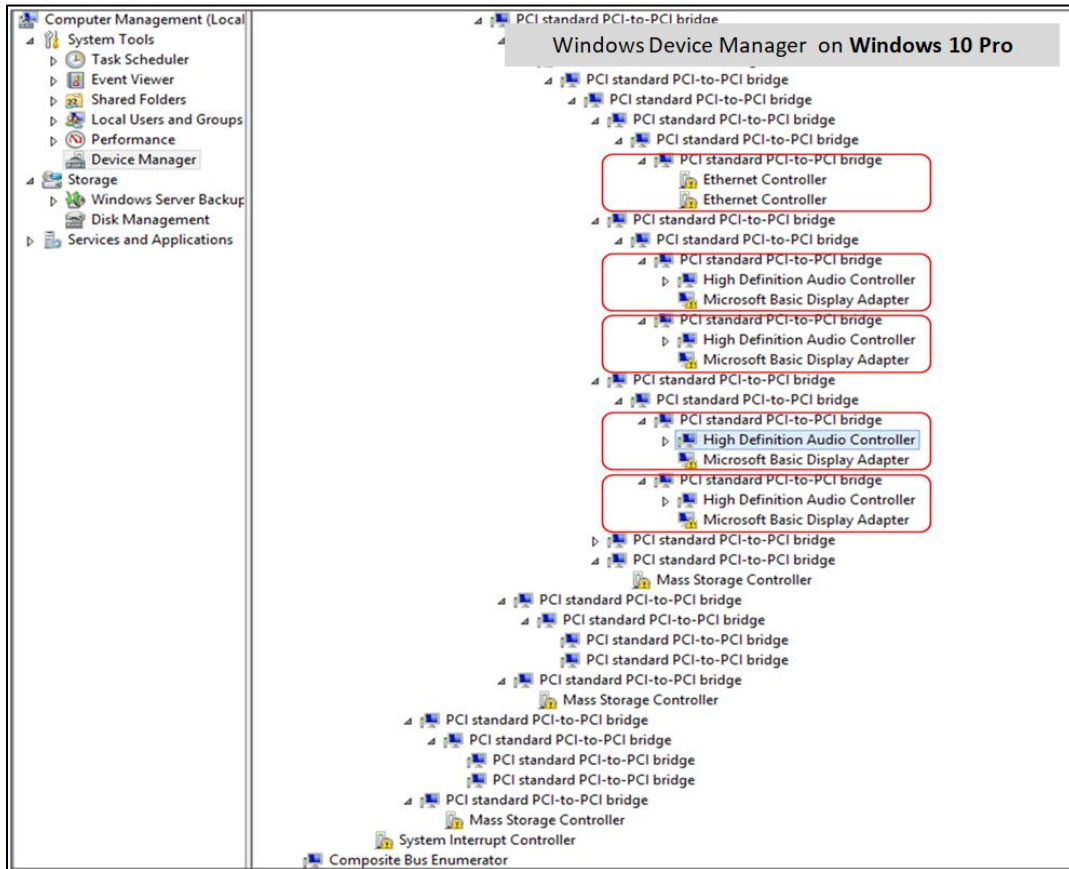 Computer Management (Local
System Tools
Task Scheduler
Event Viewer
Shared Folders
Local Users and Groups
Performance
Device Manager
Storage
Windows Server Backup
Disk Management
Services and Applications
PCI standard PCI-to-PCI bridge
Windows Device Manager on Windows 10 Pro
PCI standard PCI-to-PCI bridge
PCI standard PCI-to-PCI bridge
PCI standard PCI-to-PCI bridge
PCI standard PCI-to-PCI bridge
PCI standard PCI-to-PCI bridge
Ethernet Controller
Ethernet Controller
PCI standard PCI-to-PCI bridge
PCI standard PCI-to-PCI bridge
PCI standard PCI-to-PCI bridge
High Definition Audio Controller
Microsoft Basic Display Adapter
PCI standard PCI-to-PCI bridge
High Definition Audio Controller
Microsoft Basic Display Adapter
PCI standard PCI-to-PCI bridge
PCI standard PCI-to-PCI bridge
PCI standard PCI-to-PCI bridge
High Definition Audio Controller
Microsoft Basic Display Adapter
PCI standard PCI-to-PCI bridge
High Definition Audio Controller
Microsoft Basic Display Adapter
PCI standard PCI-to-PCI bridge
PCI standard PCI-to-PCI bridge
Mass Storage Controller
PCI standard PCI-to-PCI bridge
PCI standard PCI-to-PCI bridge
PCI standard PCI-to-PCI bridge
PCI standard PCI-to-PCI bridge
PCI standard PCI-to-PCI bridge
Mass Storage Controller
PCI standard PCI-to-PCI bridge
PCI standard PCI-to-PCI bridge
PCI standard PCI-to-PCI bridge
PCI standard PCI-to-PCI bridge
PCI standard PCI-to-PCI bridge
Mass Storage Controller
System Interrupt Controller
Composite Bus Enumerator